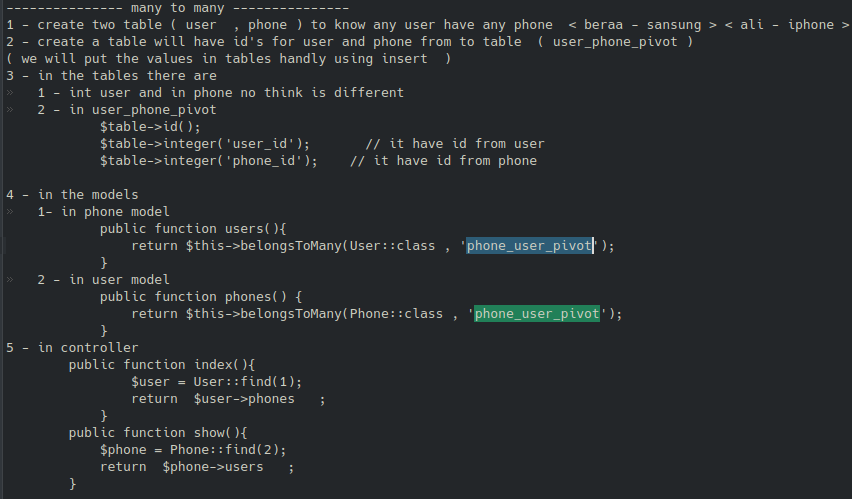 --------------- many to many ---------------
1 - create two table ( user  , phone ) to know any user have any phone  < beraa - sansung > < ali - iphone >
2 - create a table will have id's for user and phone from to table  ( user_phone_pivot )
( we will put the values in tables handly using insert  )
3 - in the tables there are
»   1 - int user and in phone no think is different
»   2 - in user_phone_pivot
            $table->id();
            $table->integer('user_id');       // it have id from user
            $table->integer('phone_id');    // it have id from phone
4 - in the models
»   1- in phone model
            public function users(){
                return $this->belongsToMany(User::class , 'phone_user_pivot');
            }
»   2 - in user model
            public function phones() {
                return $this->belongsToMany(Phone::class , 'phone_user_pivot');
            }
5 - in controller
        public function index(){
                $user = User::find(1);
                return  $user->phones   ;
            }
        public function show(){
            $phone = Phone::find(2);
            return  $phone->users   ;
        }